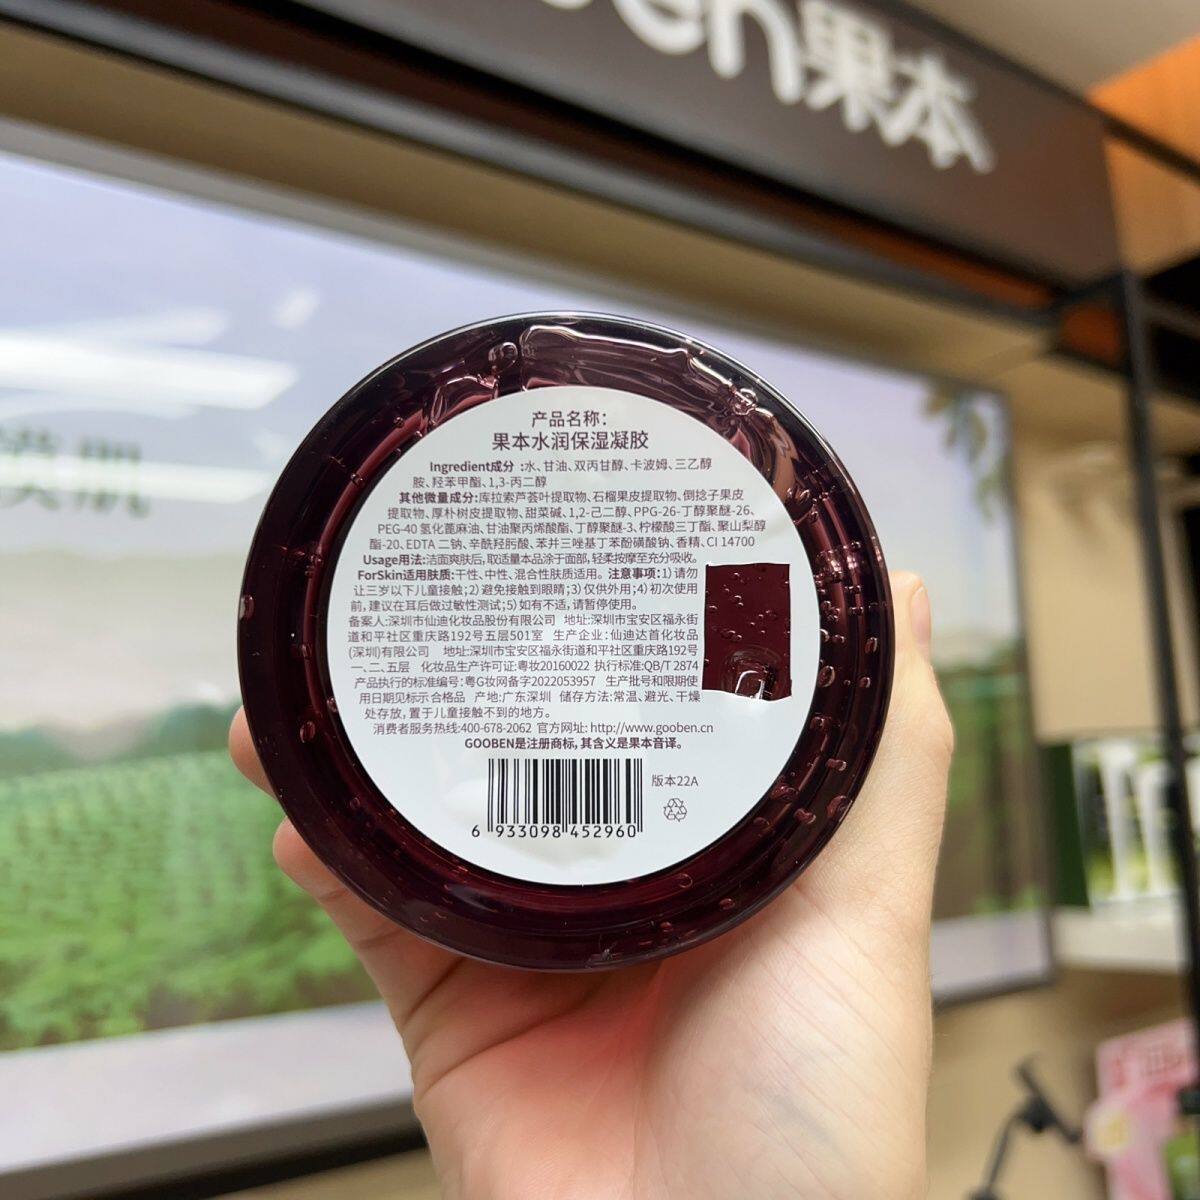 果本
肌
产品名称：
果本水润保湿凝胶
Ingredient成分 :水、甘油、双丙甘醇、卡波姆、三乙醇
胺、羟苯甲酯、1,3-丙二醇
其他微量成分:库拉索芦荟叶提取物、石榴果皮提取物、倒捻子果皮
提取物、厚朴树皮提取物、甜菜碱、1,2-己二醇、PPG-26-丁醇聚醚-26、
PEG-40 氢化蓖麻油、甘油聚丙烯酸酯、丁醇聚醚-3、柠檬酸三丁酯、聚山梨醇
酯-20、EDTA 二钠、辛酰羟肟酸、苯并三唑基丁苯酚磺酸钠、香精、CI 14700
Usage用法:洁面爽肤后,取适量本品涂于面部,轻柔按摩至充分吸收。
ForSkin适用肤质:干性、中性、混合性肤质适用。注意事项:1)请勿
让三岁以下儿童接触;2)避免接触到眼睛;3)仅供外用;4)初次使用
前,建议在耳后做过敏性测试;5)如有不适,请暂停使用。
备案人:深圳市仙迪化妆品股份有限公司 地址:深圳市宝安区福永街
道和平社区重庆路192号五层501室 生产企业:仙迪达首化妆品
(深圳)有限公司 地址:深圳市宝安区福永街道和平社区重庆路192号
一、二、五层 化妆品生产许可证:粤妆20160022 执行标准:QB/T 2874
产品执行的标准编号:粤G妆网备字2022053957 生产批号和限期使
用日期见标示 合格品 产地:广东深圳 储存方法:常温、避光、干燥
处存放,置于儿童接触不到的地方。
消费者服务热线:400-678-2062 官方网址: http://www.gooben.cn
GOOBEN是注册商标, 其含义是果本音译。
版本22A
6 933098 452960